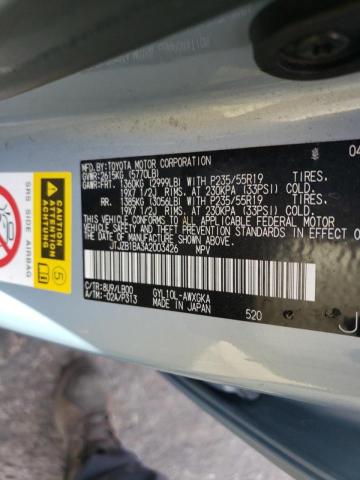 MFD.BY:TOYOTA MOTOR CORPORATION 04
GVWR:2615KG (5770LB)
GAWR:FRT. 1360KG (2999LB) WITH P235/55R19 TIRES,
19X7 1/2J RIMS, AT 230KPA (33PSI) COLD.
RR. 1385KG (3056LB) WITH P235/55R19 TIRES,
19X7 1/2J RIMS, AT 230KPA (33PSI) COLD.
THIS VEHICLE CONFORMS TO ALL APPLICABLE FEDERAL MOTOR
VEHICLE SAFETY, BUMPER, AND THEFT PREVENTION STANDARDS IN EFFECT O
THE DATE OF MANUFACTURE SHOWN ABOVE.
JTJZB1BA3A2003426 MPV
C/TR:8U9/LB00 GYL10L-AWXGKA
A/TM:-02A/P313 MADE IN JAPAN 520
SRS SIDE AIRBAG